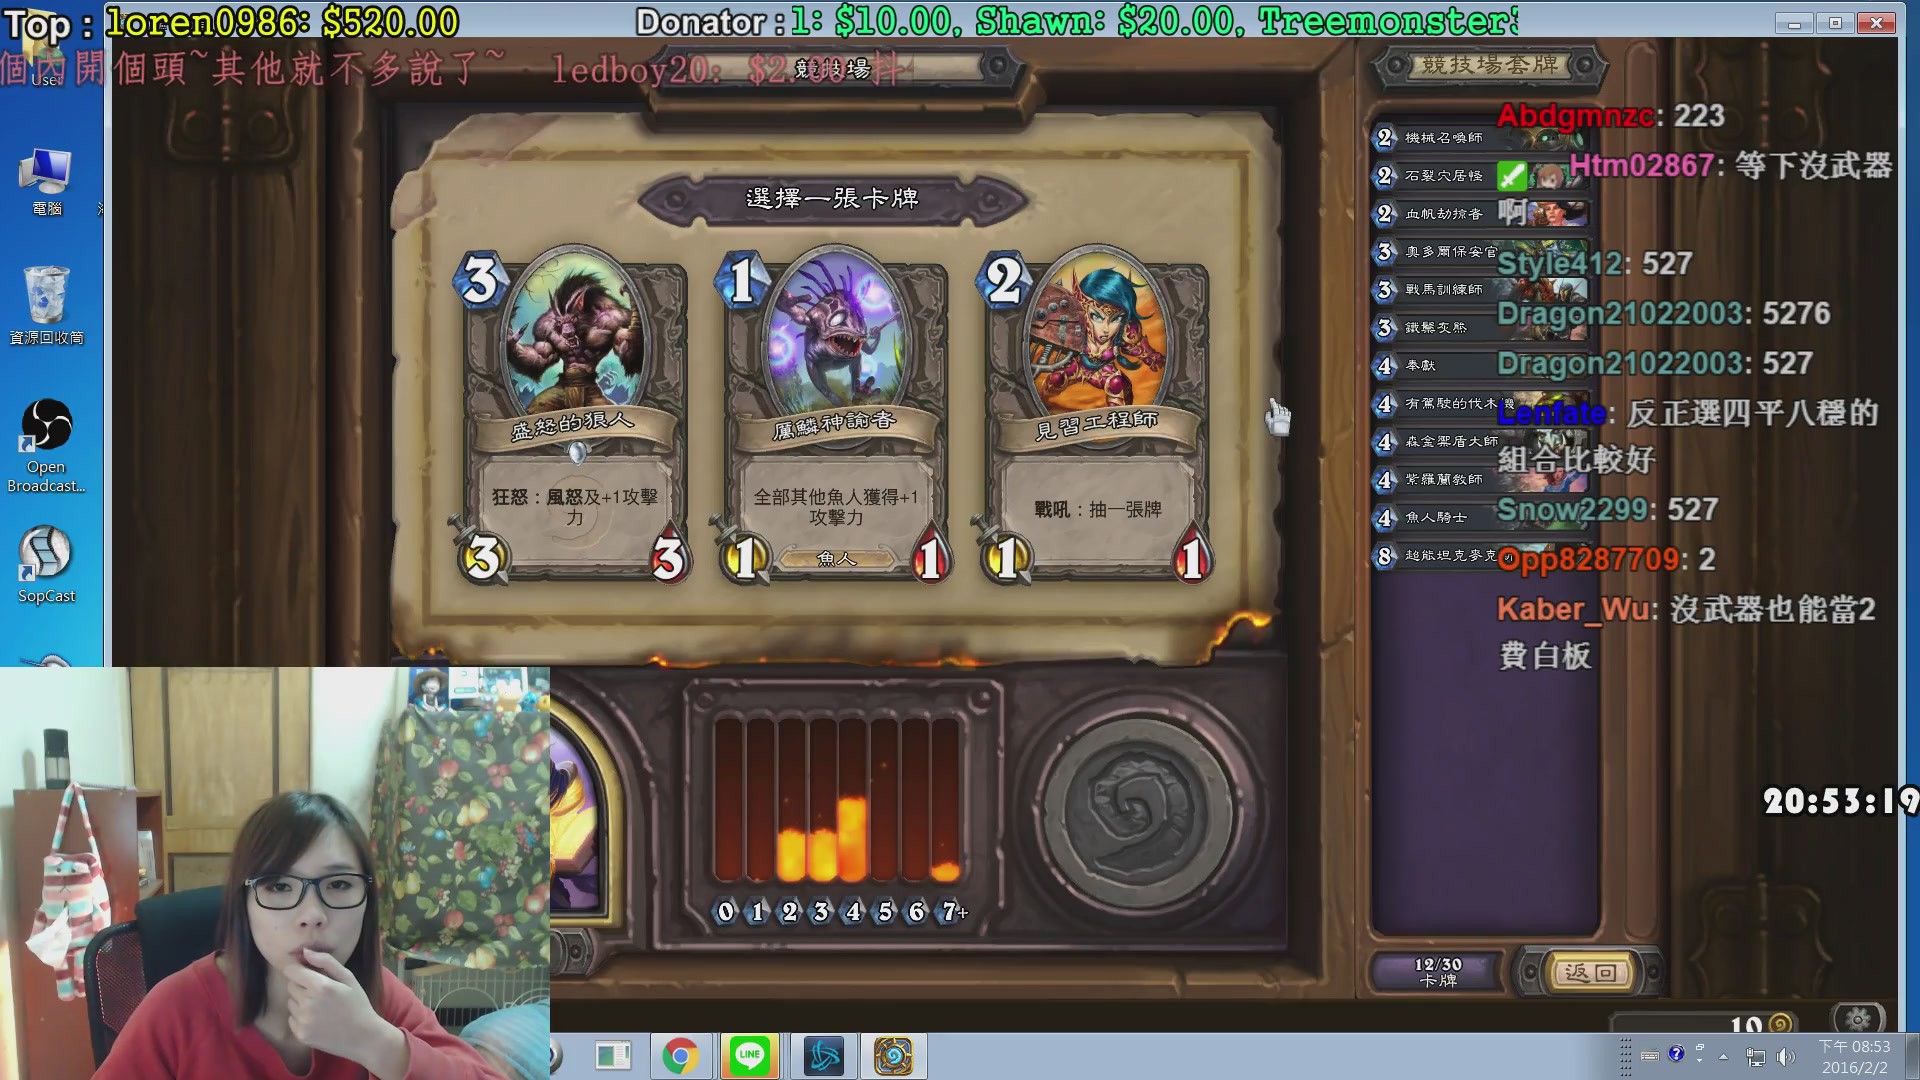 Top : loren0986: $520.00
Donator : 1: $10.00, Shawn: $20.00, Treemonster
個內開個頭~其他就不多說了~ ledboy20: $2.00 抖
User
電腦
資源回收筒
Open
Broadcast...
SopCast
競技場
選擇一張卡牌
3
盛怒的狼人
狂怒：風怒及+1攻擊
力
3
3
1
厲鱗神諭者
全部其他魚人獲得+1
攻擊力
魚人
1
1
2
見習工程師
戰吼：抽一張牌
1
1
0 1 2 3 4 5 6 7+
競技場套牌
2 機械召喚師
2 石裂穴居怪
2 血帆劫掠者
3 奧多爾保安官
3 戰馬訓練師
3 鐵鬃灰熊
4 奉獻
4 有駕駛的伐木機
4 森金禦盾大師
4 紫羅蘭教師
4 魚人騎士
8 超能坦克麥克
12/30
卡牌
返回
10
Abdgmnzc: 223
Htm02867: 等下沒武器
啊
Style412: 527
Dragon21022003: 5276
Dragon21022003: 527
Lenfate: 反正選四平八穩的
組合比較好
Snow2299: 527
Opp8287709: 2
Kaber_Wu: 沒武器也能當2
費白板
20:53:19
LINE
下午 08:53
2016/2/2